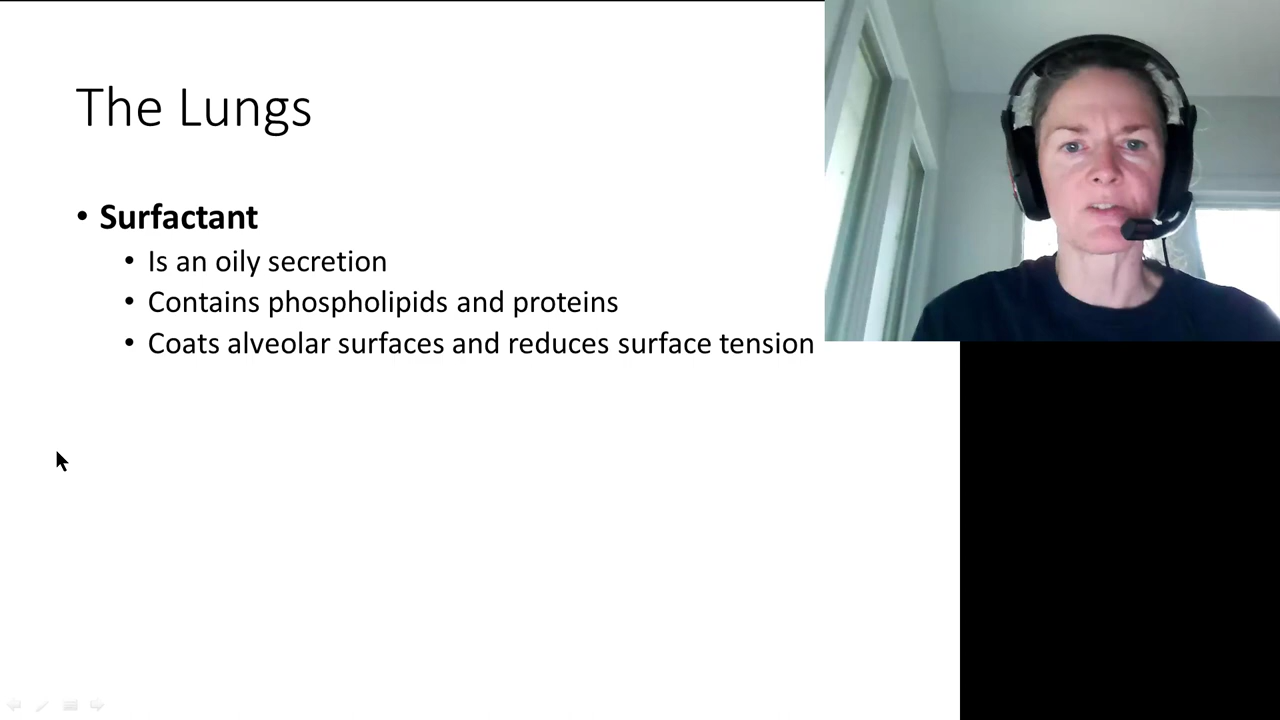 The Lungs
• Surfactant
• Is an oily secretion
• Contains phospholipids and proteins
• Coats alveolar surfaces and reduces surface tension